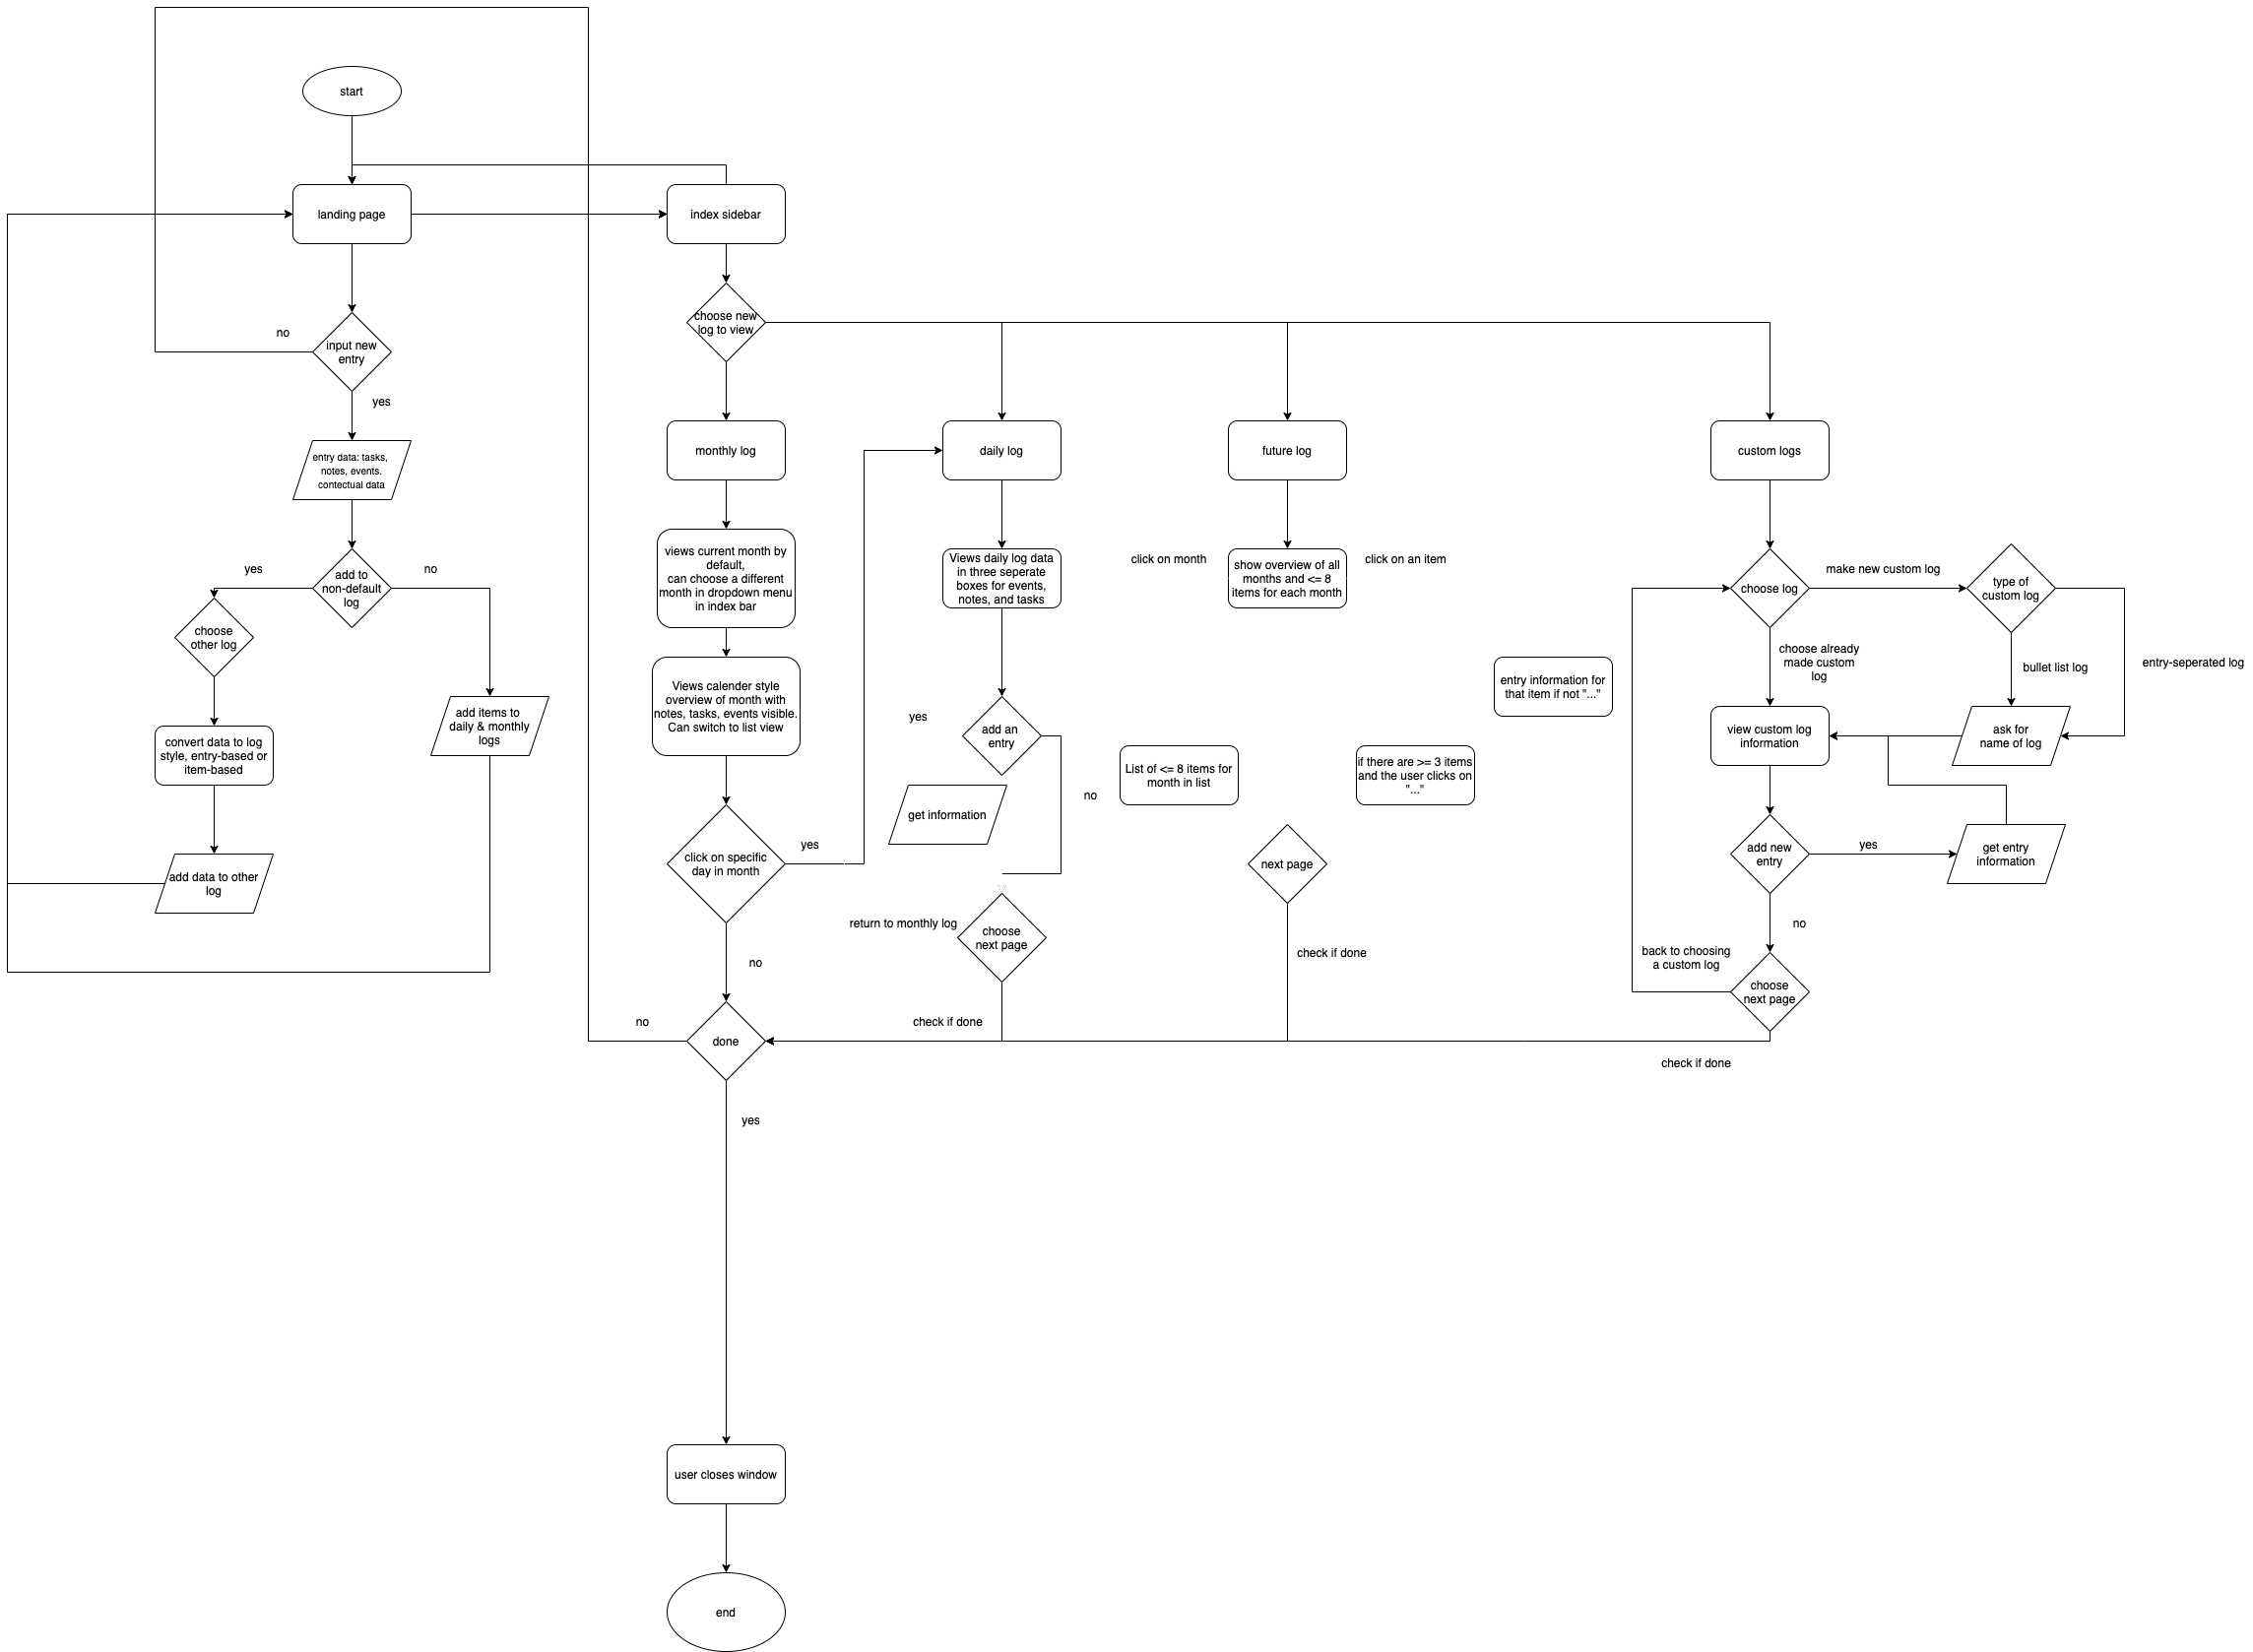 start
landing page
index sidebar
choose new
log to view
no
input new
entry
yes
monthly log
daily log
future log
custom logs
entry data: tasks,
notes, events.
contectual data
yes
add to
non-default
log
no
choose
other log
convert data to log
style, entry-based or
item-based
add items to
daily & monthly
logs
add data to other
log
views current month by
default,
can choose a different
month in dropdown menu
in index bar
Views calender style
overview of month with
notes, tasks, events visible.
Can switch to list view
click on specific
day in month
yes
no
done
no
yes
user closes window
end
Views daily log data
in three seperate
boxes for events,
notes, and tasks
yes
add an
entry
no
get information
return to monthly log
choose
next page
check if done
click on month
show overview of all
months and <= 8
items for each month
click on an item
entry information for
that item if not "..."
List of <= 8 items for
month in list
if there are >= 3 items
and the user clicks on
"..."
next page
check if done
choose log
make new custom log
type of
custom log
choose already
made custom
log
bullet list log
entry-seperated log
view custom log
information
ask for
name of log
add new
entry
yes
get entry
information
no
back to choosing
a custom log
choose
next page
check if done